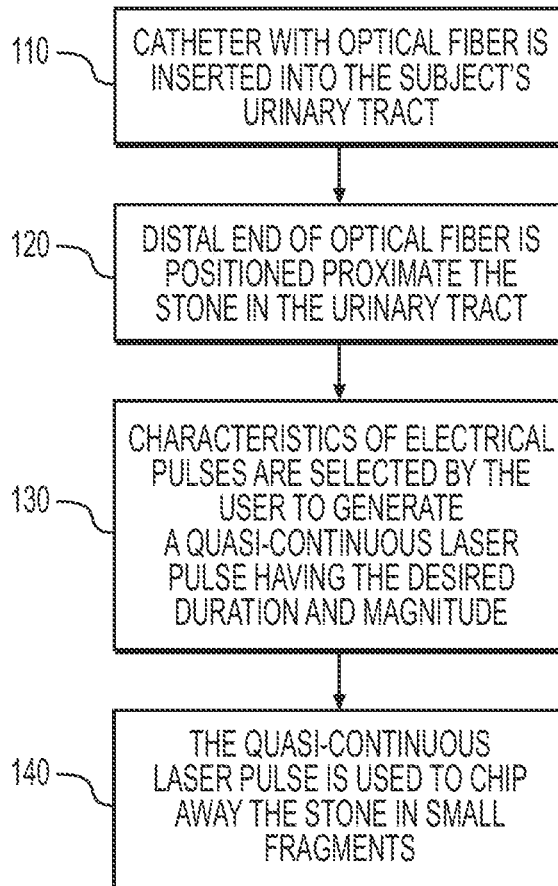 110
CATHETER WITH OPTICAL FIBER IS
INSERTED INTO THE SUBJECT'S
URINARY TRACT
120
DISTAL END OF OPTICAL FIBER IS
POSITIONED PROXIMATE THE
STONE IN THE URINARY TRACT
130
CHARACTERISTICS OF ELECTRICAL
PULSES ARE SELECTED BY THE
USER TO GENERATE
A QUASI-CONTINUOUS LASER
PULSE HAVING THE DESIRED
DURATION AND MAGNITUDE
140
THE QUASI-CONTINUOUS
LASER PULSE IS USED TO CHIP
AWAY THE STONE IN SMALL
FRAGMENTS